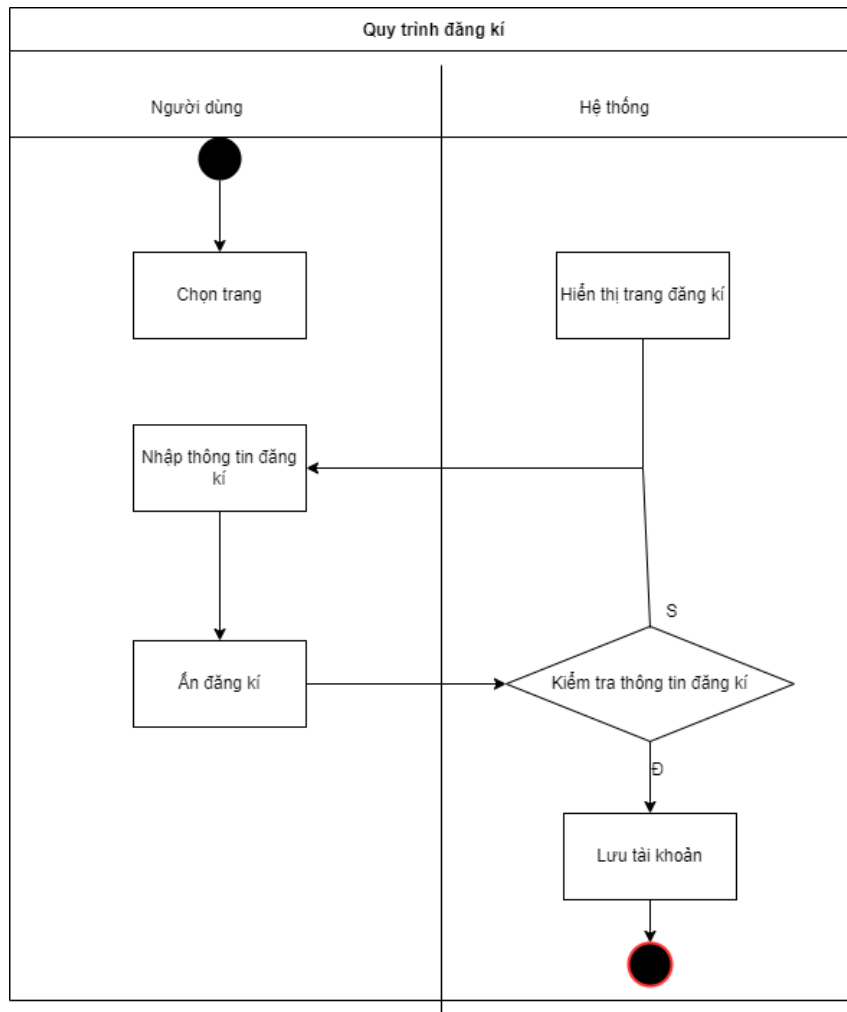 Quy trình đăng kí
Người dùng
Hệ thống
Chọn trang
Hiển thị trang đăng kí
Nhập thông tin đăng
kí
S
Ấn đăng kí
Kiểm tra thông tin đăng kí
Đ
Lưu tài khoản